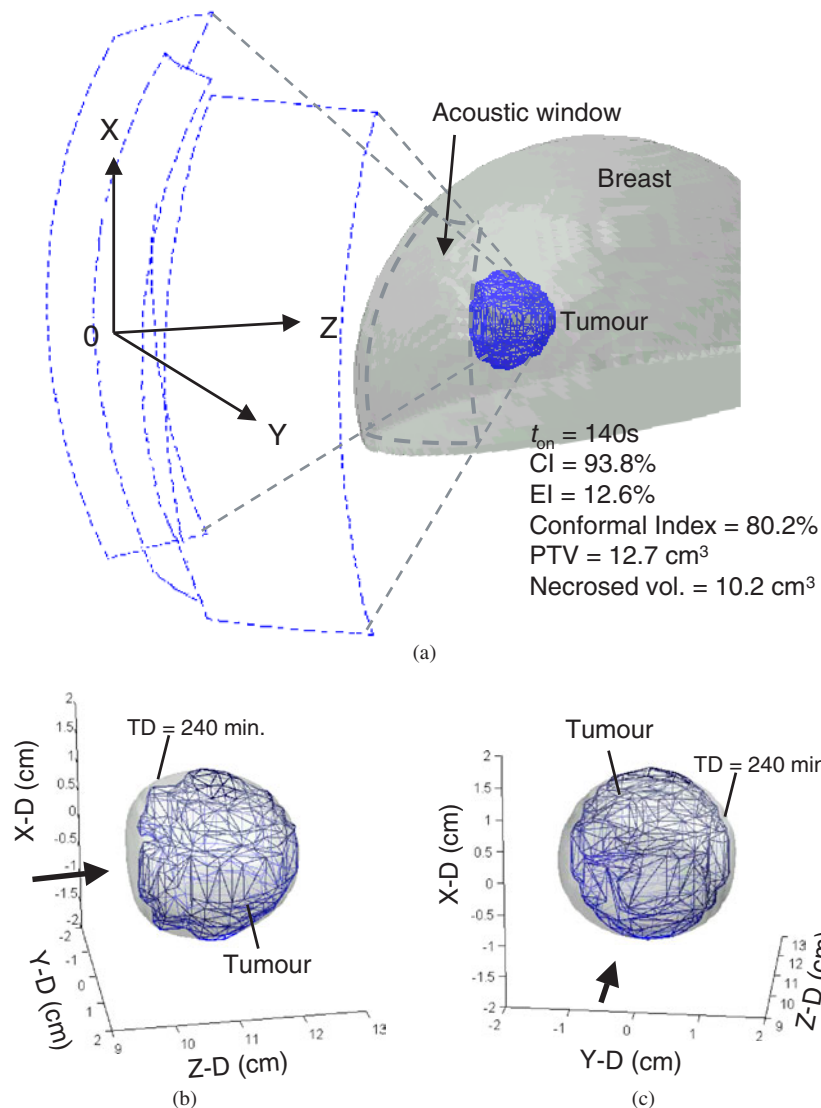 Acoustic window
X
Breast
Z
Tumour
0
Y
t_on = 140s
CI = 93.8%
EI = 12.6%
Conformal Index = 80.2%
PTV = 12.7 cm³
Necrosed vol. = 10.2 cm³
(a)
TD = 240 min.
X-D (cm)
2
1.5
1
0.5
0
-0.5
-1
-1.5
-2
Tumour
Y-D (cm)
-2
-1
0
1
2
9
10
11
12
13
Z-D (cm)
(b)
Tumour
TD = 240 min
X-D (cm)
2
1.5
1
0.5
0
-0.5
-1
-1.5
-2
-2
-1
0
1
2
Y-D (cm)
13
12
11
10
9
Z-D (cm)
(c)